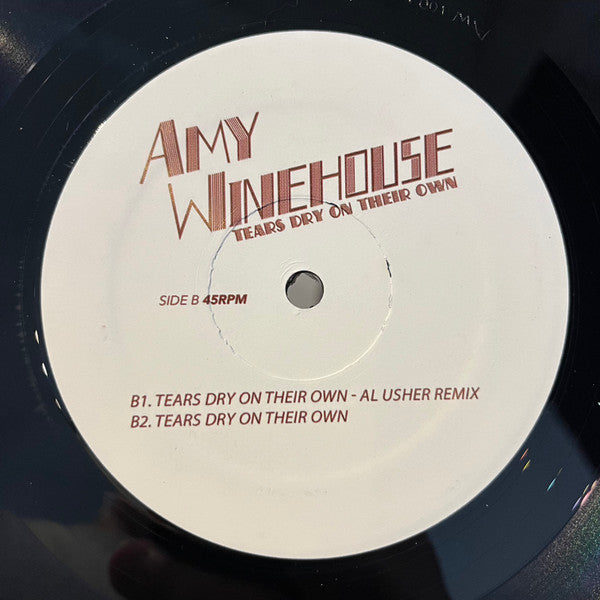 AMY
WINEHOUSE
TEARS DRY ON THEIR OWN
SIDE B 45RPM
B1. TEARS DRY ON THEIR OWN - AL USHER REMIX
B2. TEARS DRY ON THEIR OWN